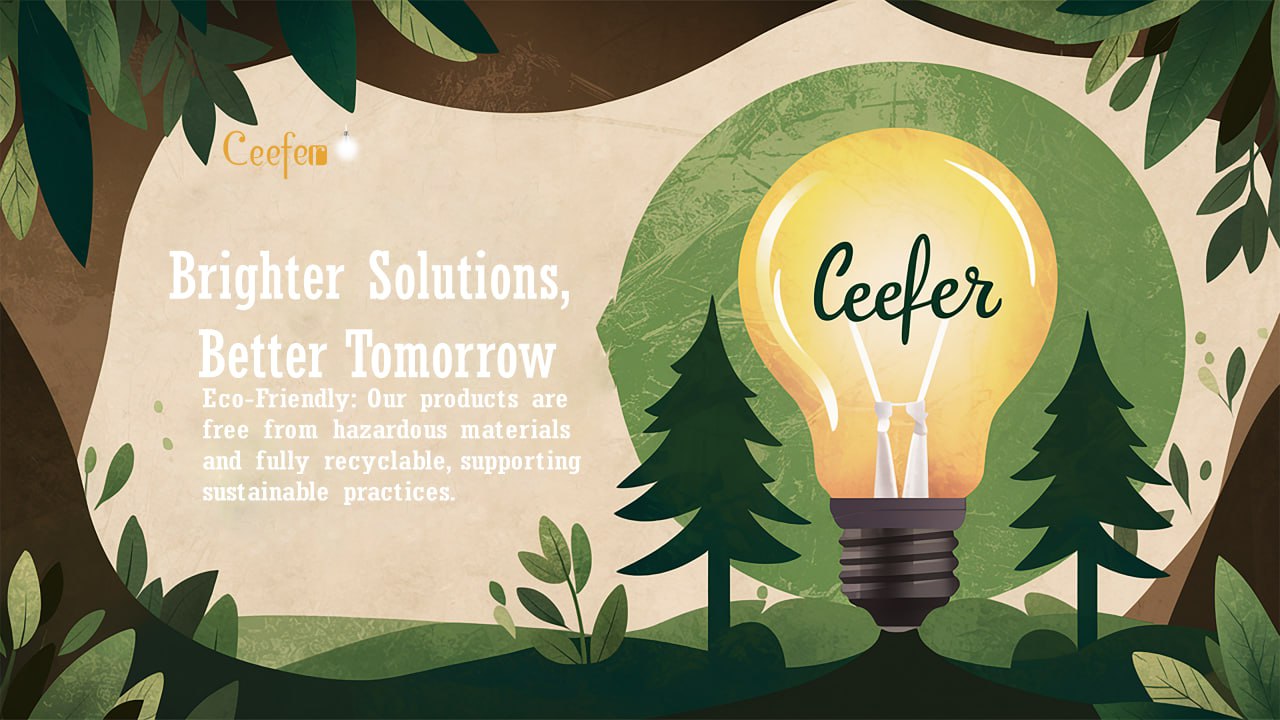 Ceefer
Brighter Solutions,
Better Tomorrow
Eco-Friendly: Our products are
free from hazardous materials
and fully recyclable, supporting
sustainable practices.
Ceefer